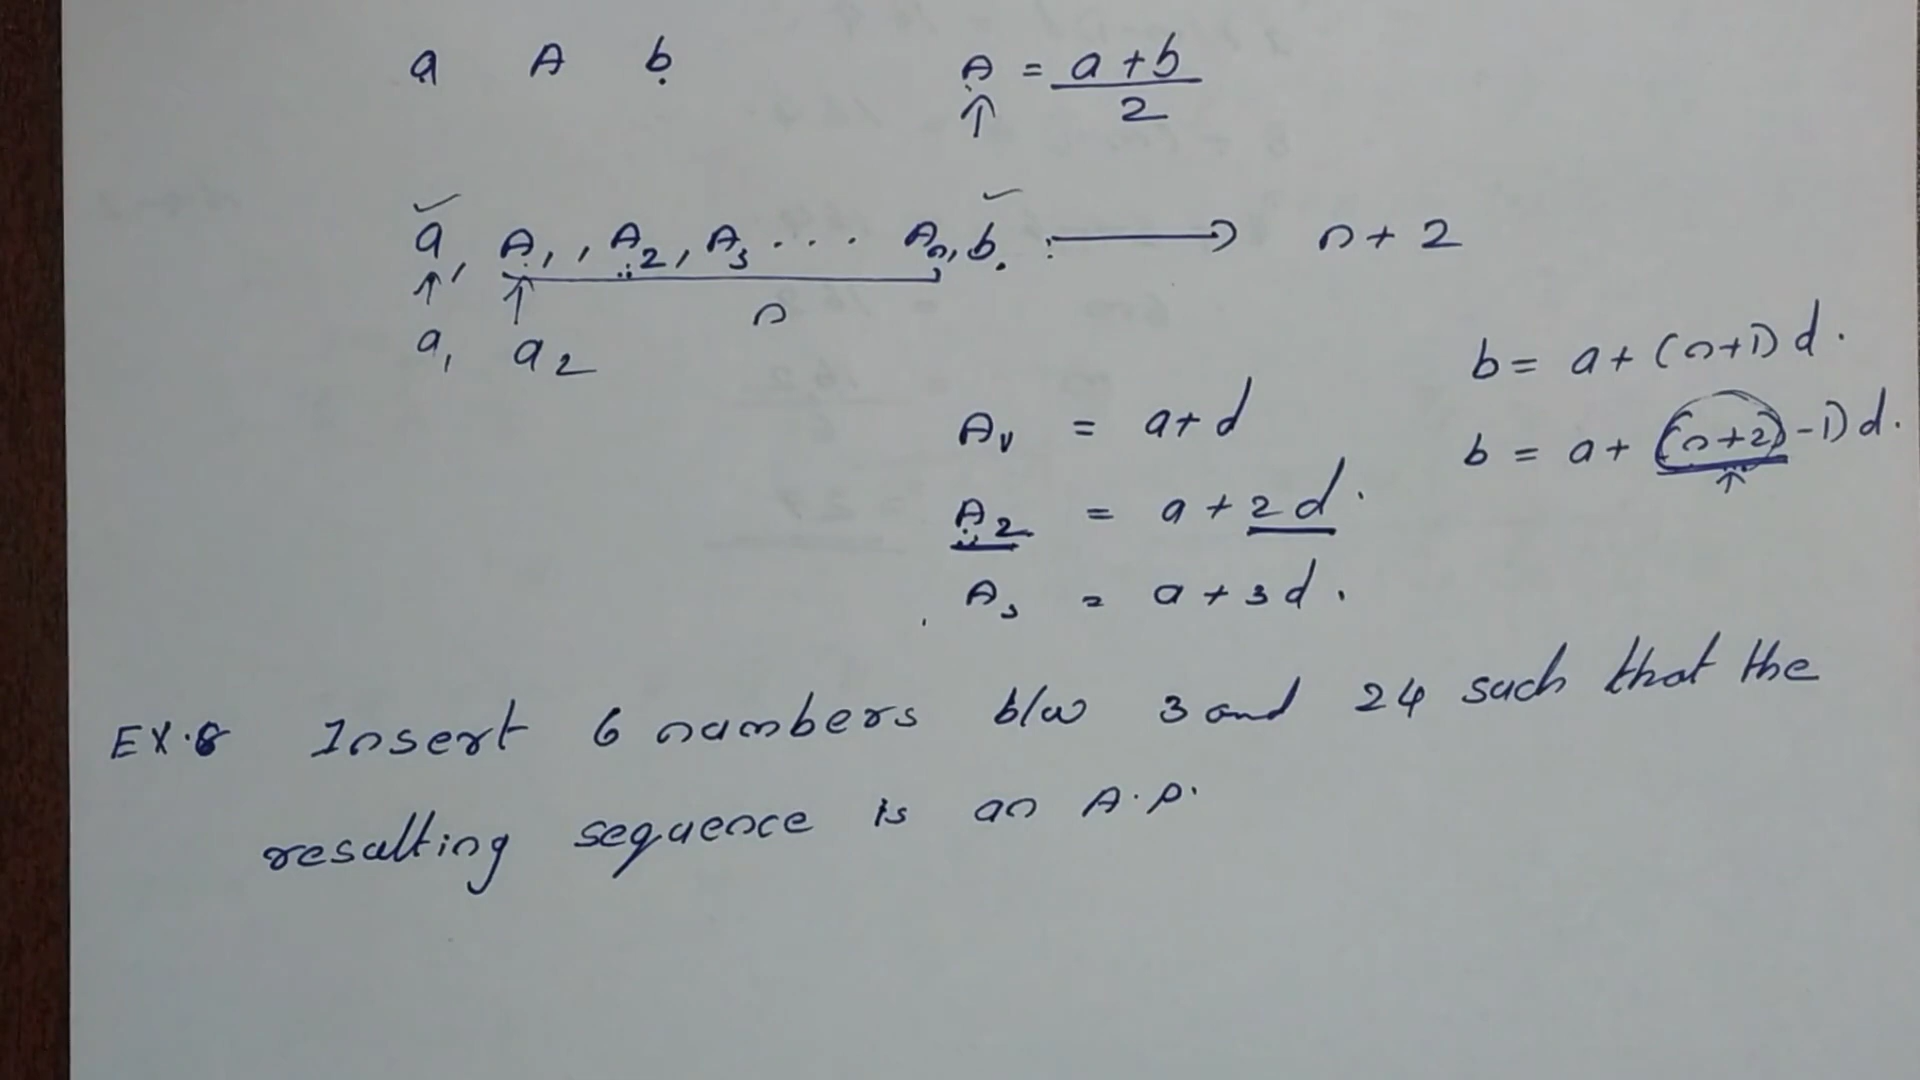 a A b A = a + b / 2
a, A1, , A2, A3 ... An, b. : → n + 2
n
a1 a2
b = a + (n+1) d.
A1 = a + d
b = a + (n+2) - 1) d.
A2 = a + 2d.
A3 = a + 3d.
EX.8 Insert 6 numbers b/w 3 and 24 such that the
resulting sequence is an A.P.